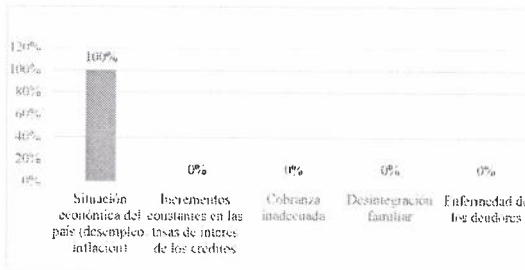 120%
100%
100%
80%
60%
40%
20%
0%
0%
0%
0%
0%
Situación
económica del
país (desempleo,
inflación)
Incrementos
constantes en las
tasas de interés
de los créditos
Cobranza
inadecuada
Desintegración
familiar
Enfermedad de
los deudores